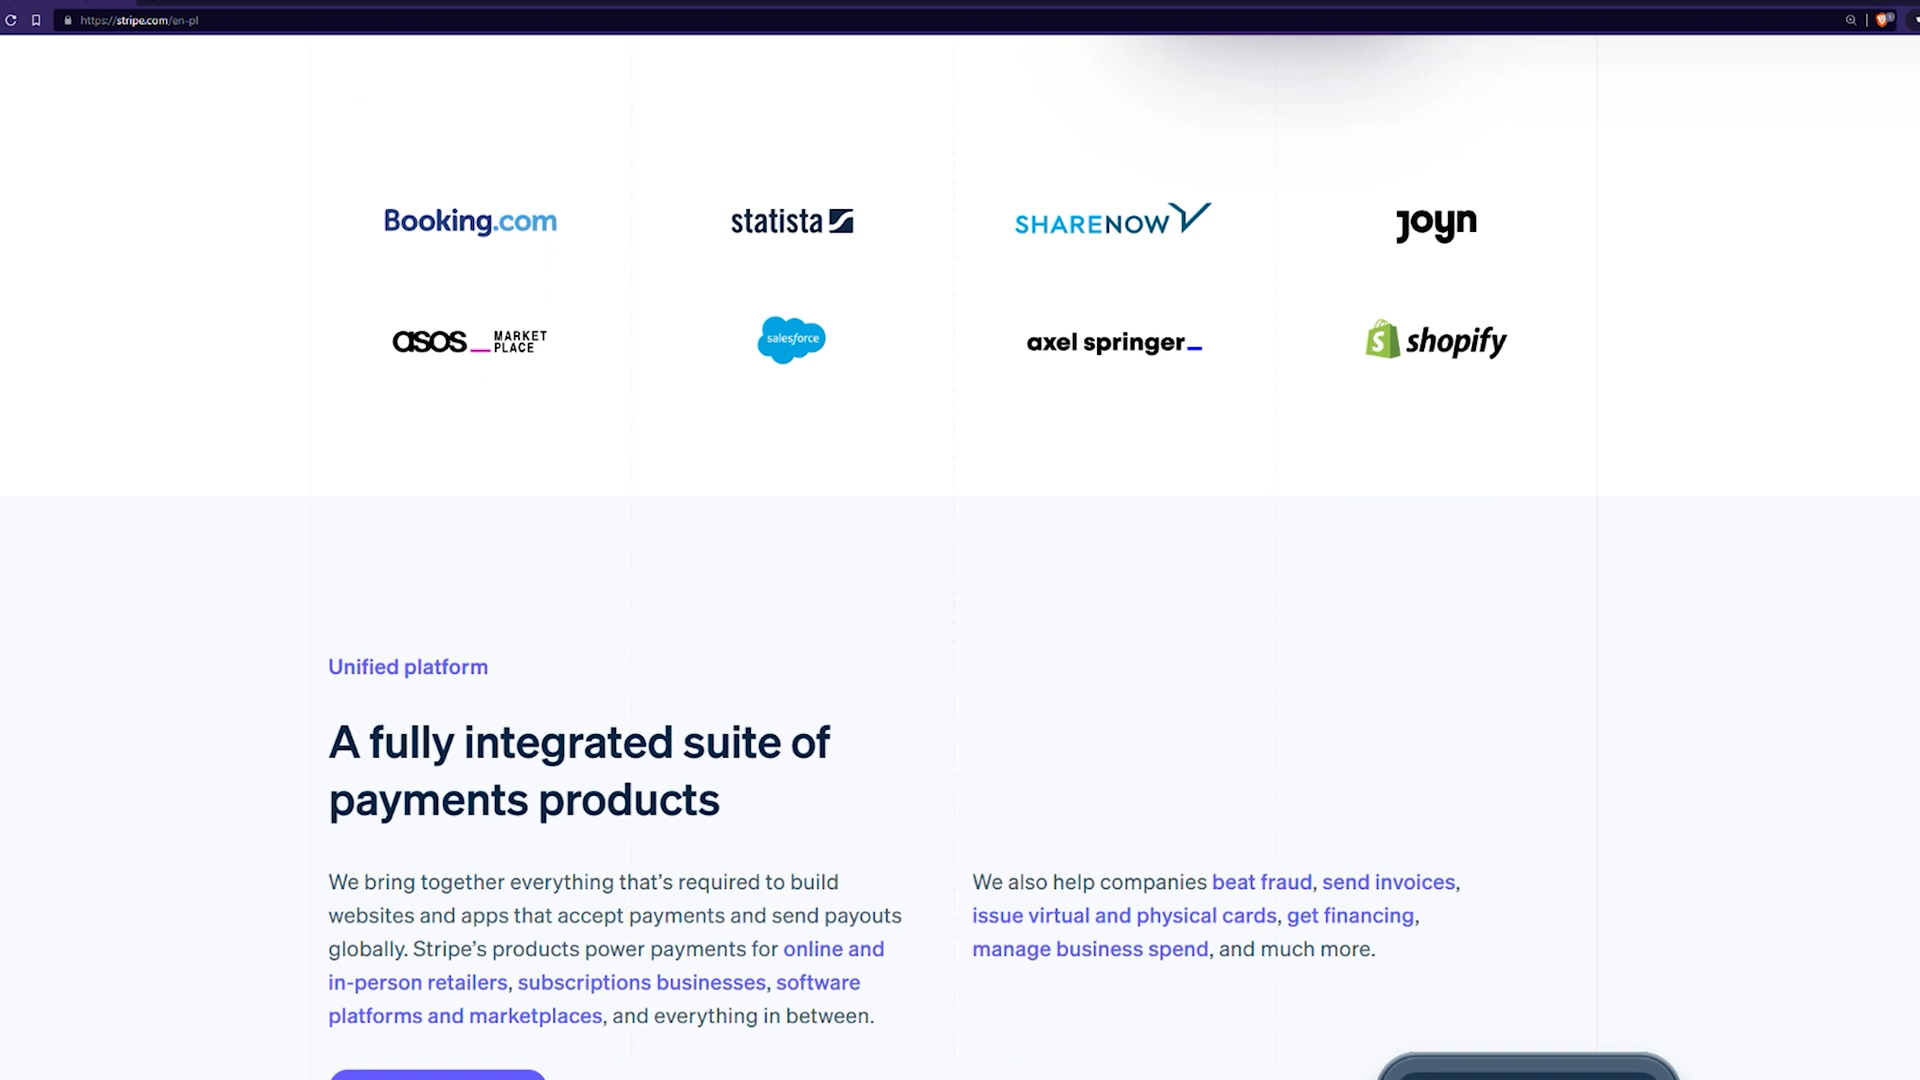 https://stripe.com/en-pl
Booking.com
statista
SHARENOW
joyn
asos
MARKET
PLACE
salesforce
axel springer_
shopify
Unified platform
A fully integrated suite of
payments products
We bring together everything that’s required to build
websites and apps that accept payments and send payouts
globally. Stripe’s products power payments for online and
in-person retailers, subscriptions businesses, software
platforms and marketplaces, and everything in between.
We also help companies beat fraud, send invoices,
issue virtual and physical cards, get financing,
manage business spend, and much more.